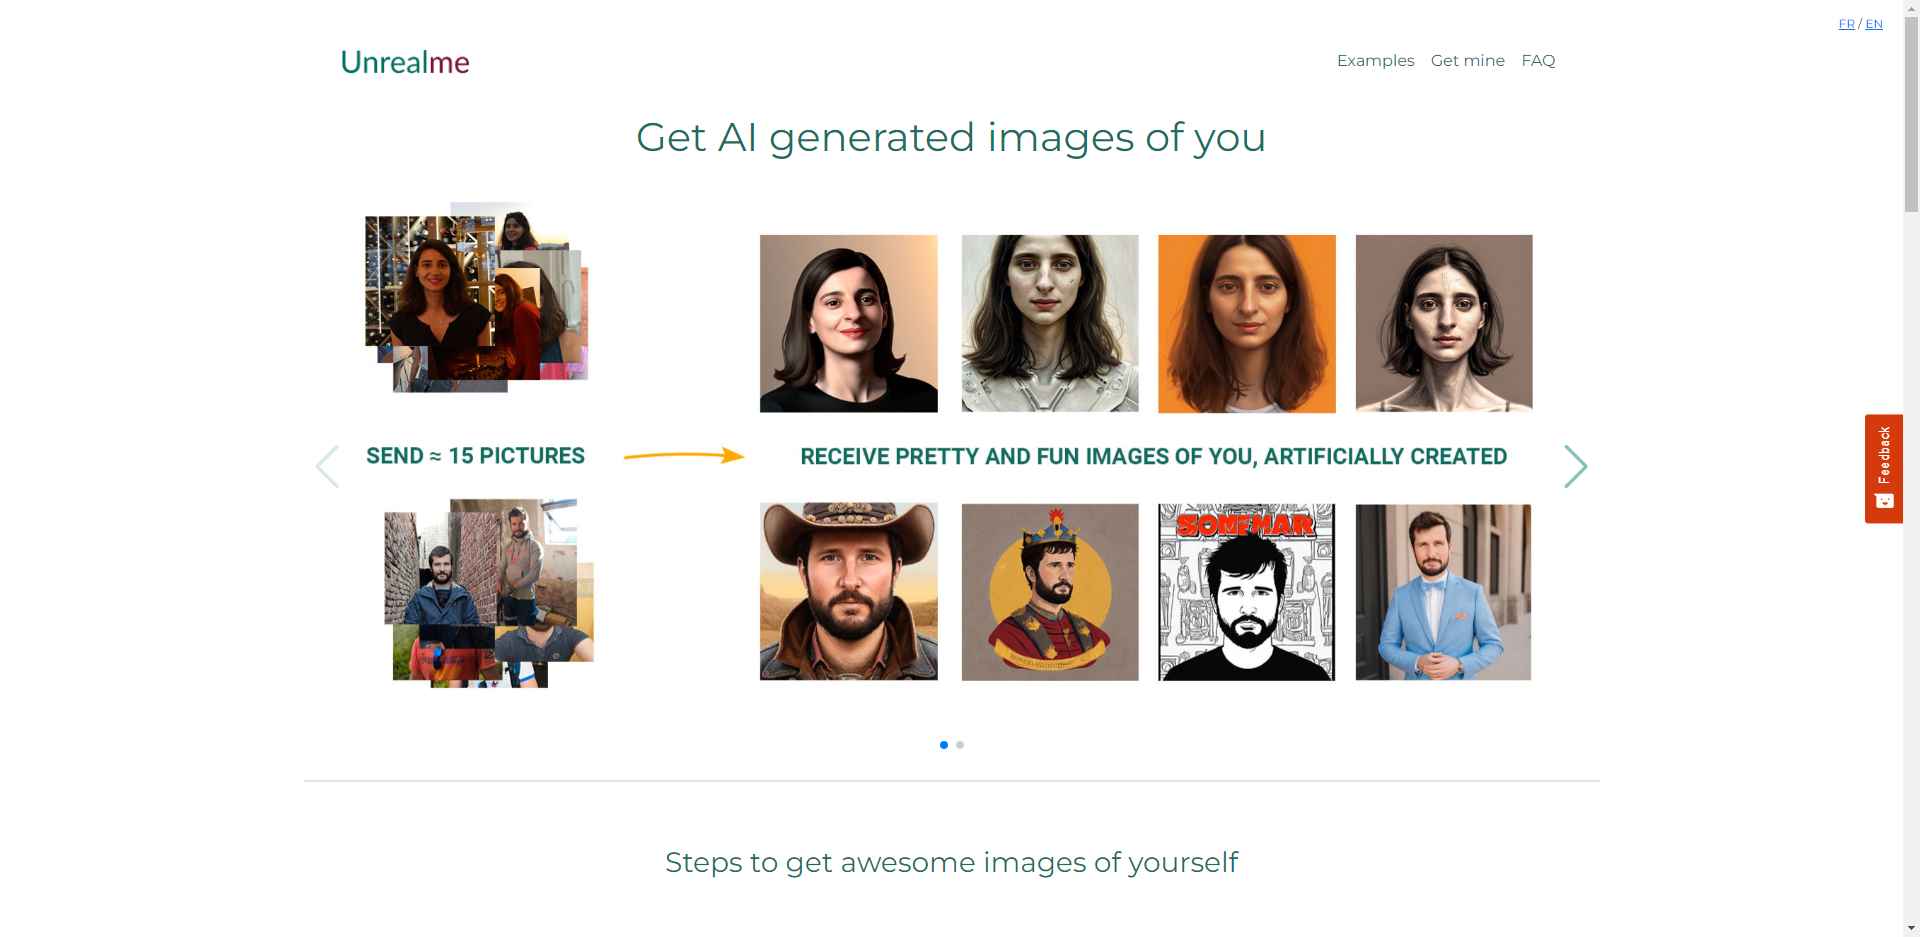 FR / EN
Unrealme
Examples Get mine FAQ
Get AI generated images of you
SEND ≈ 15 PICTURES
RECEIVE PRETTY AND FUN IMAGES OF YOU, ARTIFICIALLY CREATED
Feedback
Steps to get awesome images of yourself